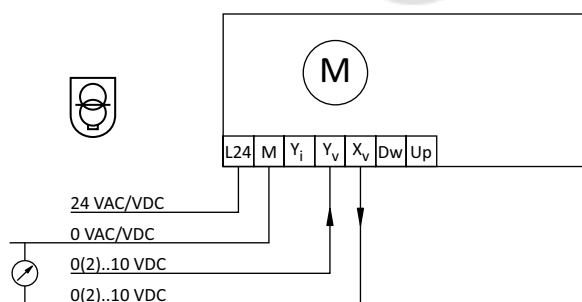 M
L24 M Yi Yv Xv Dw Up
24 VAC/VDC
0 VAC/VDC
0(2)..10 VDC
0(2)..10 VDC